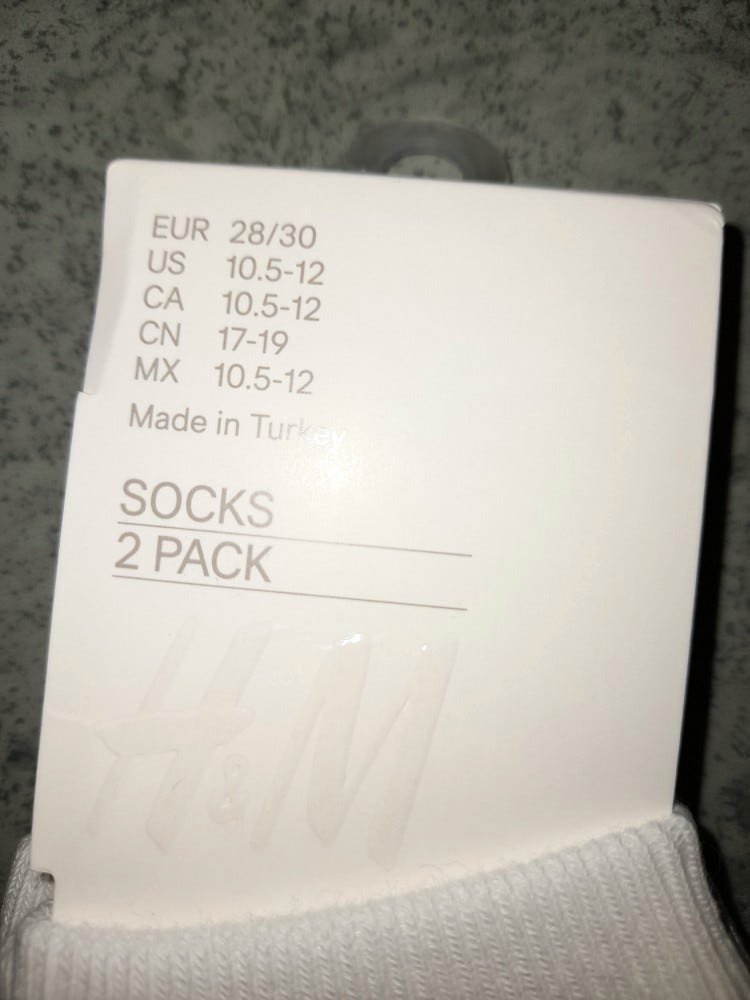 EUR 28/30
US 10.5-12
CA 10.5-12
CN 17-19
MX 10.5-12
Made in Turkey
SOCKS
2 PACK
H&M